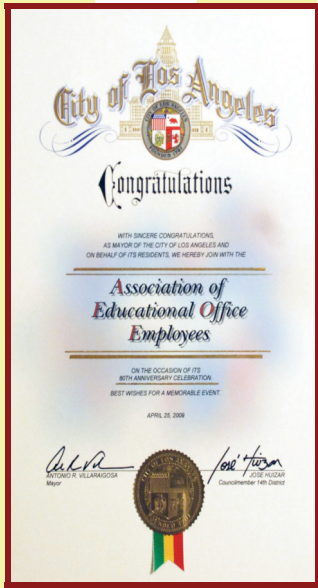 City of Los Angeles
Congratulations
WITH SINCERE CONGRATULATIONS,
AS MAYOR OF THE CITY OF LOS ANGELES AND
ON BEHALF OF ITS RESIDENTS, WE HEREBY JOIN WITH THE
Association of
Educational Office
Employees
ON THE OCCASION OF ITS
80TH ANNIVERSARY CELEBRATION.
BEST WISHES FOR A MEMORABLE EVENT.
APRIL 25, 2009
ANTONIO R. VILLARAIGOSA
Mayor
José Huizar
JOSÉ HUIZAR
Councilmember 14th District